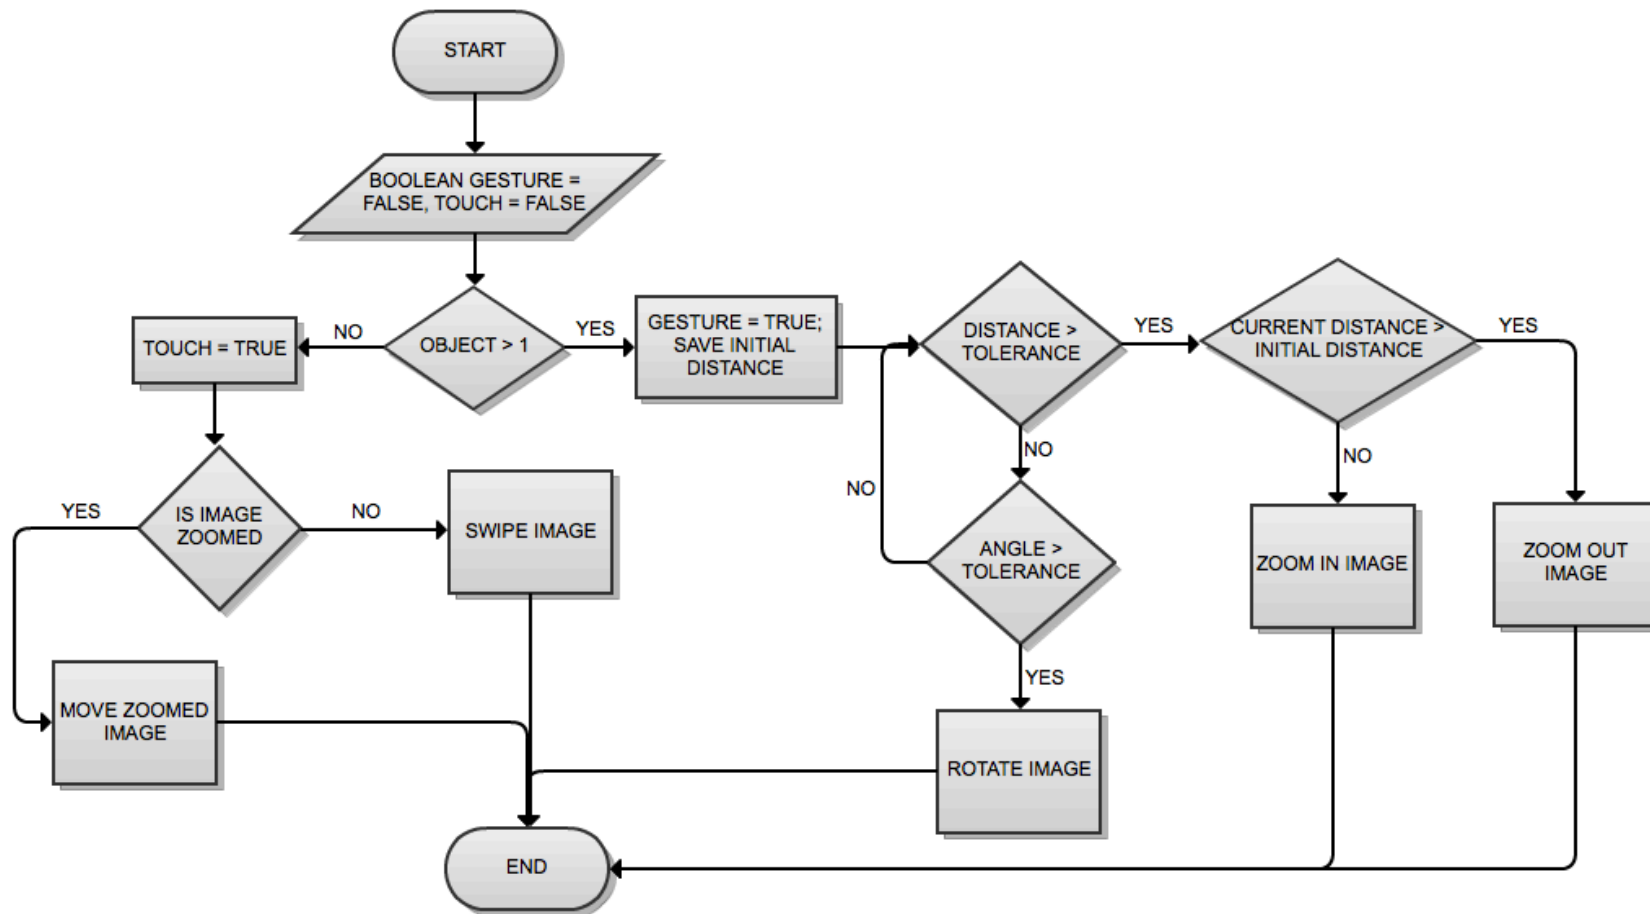 START
BOOLEAN GESTURE =
FALSE, TOUCH = FALSE
OBJECT > 1
NO
YES
TOUCH = TRUE
GESTURE = TRUE;
SAVE INITIAL
DISTANCE
DISTANCE >
TOLERANCE
YES
CURRENT DISTANCE >
INITIAL DISTANCE
YES
NO
NO
IS IMAGE
ZOOMED
YES
NO
SWIPE IMAGE
NO
ANGLE >
TOLERANCE
ZOOM IN IMAGE
ZOOM OUT
IMAGE
YES
MOVE ZOOMED
IMAGE
ROTATE IMAGE
END